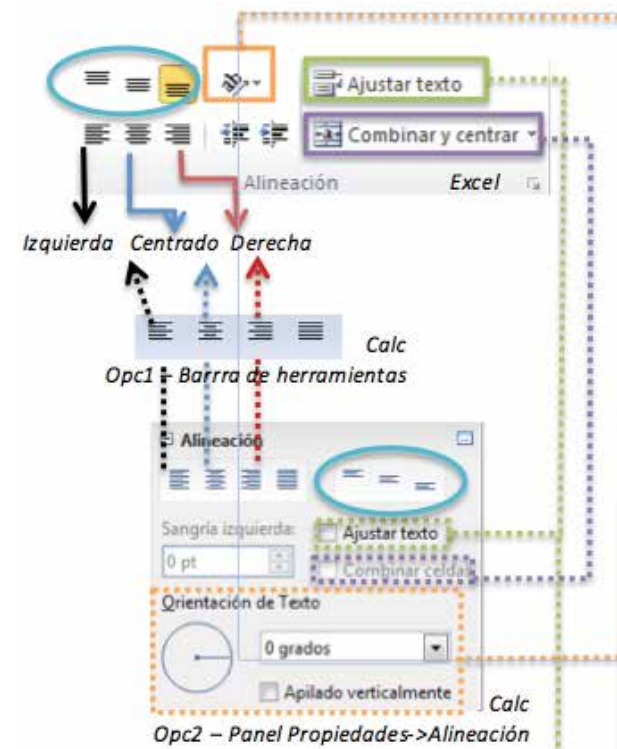 Ajustar texto
Combinar y centrar
Alineación Excel
Izquierda Centrado Derecha
Calc
Opc1 – Barrra de herramientas
Alineación
Sangría izquierda: Ajustar texto
0 pt Combinar celdas
Orientación de Texto
0 grados
Apilado verticalmente Calc
Opc2 – Panel Propiedades->Alineación